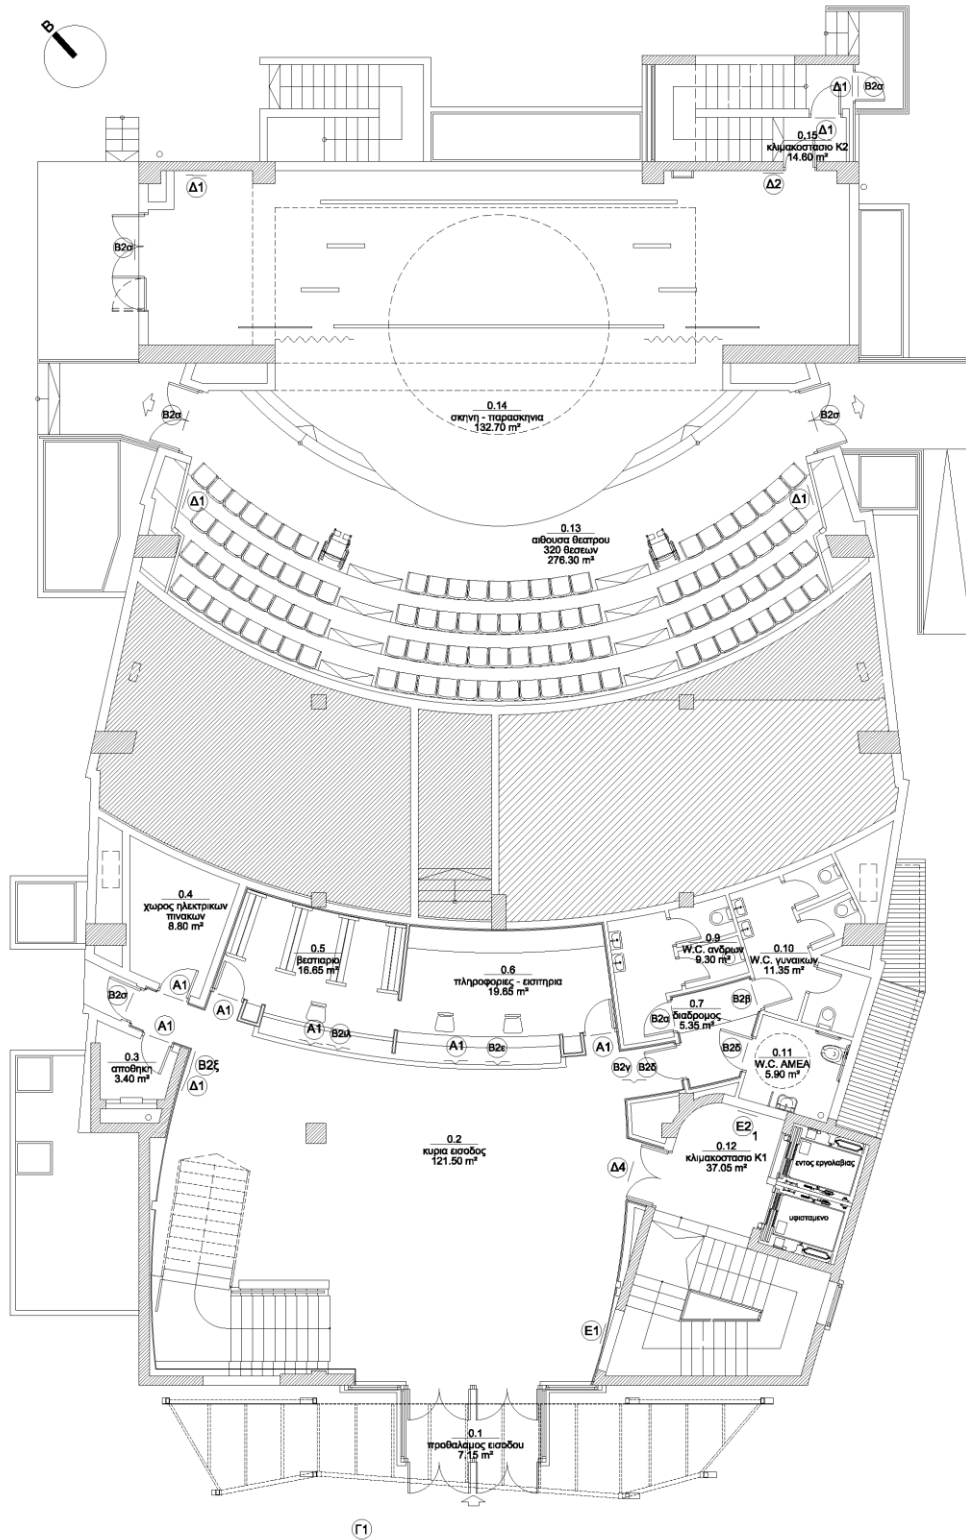 Β
Δ1
Β2α
Δ1
0.15
κλιμακοστασιο Κ2
14.60 m²
Δ1
Δ2
Β2σ
0.14
σκηνη - παρασκηνια
132.70 m²
Β2α
Β2α
Δ1
Δ1
0.13
αιθουσα θεατρου
320 θεσεων
276.30 m²
0.4
χωρος ηλεκτρικων
πινακων
8.80 m²
0.5
βεστιαριο
16.65 m²
0.6
πληροφοριες - εισιτηρια
19.65 m²
0.9
W.C. ανδρων
9.30 m²
0.10
W.C. γυναικων
11.35 m²
Α1
Β2σ
Α1
Α1
Α1
Β2ιλ
Α1
Β2ε
Α1
Β2α
0.7
διαδρομος
5.35 m²
Β2β
0.3
αποθηκη
3.40 m²
Β2ξ
Δ1
Β2γ
Β2δ
Β2δ
0.11
W.C. ΑΜΕΑ
5.90 m²
0.2
κυρια εισοδος
121.50 m²
Ε2
1
0.12
κλιμακοστασιο Κ1
37.05 m²
Δ4
εντος εργολαβιας
υφισταμενο
Ε1
0.1
προθαλαμος εισοδου
7.15 m²
Γ1